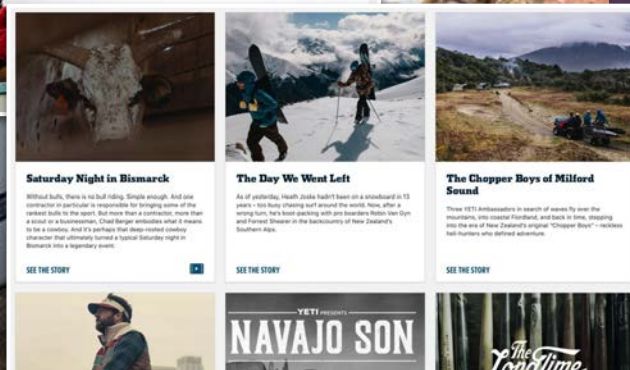 Saturday Night in Bismarck
Without bulls, there is no bull riding. Simple enough. And one
contractor in particular is responsible for bringing some of the
rankest bulls to the sport. But more than a contractor, more than
a scout or a businessman, Chad Berger embodies what it means
to be a cowboy. And it's perhaps that deep-rooted cowboy
character that ultimately turned a typical Saturday night in
Bismarck into a legendary event.
SEE THE STORY
The Day We Went Left
As of yesterday, Heath Joske hadn't been on a snowboard in 13
years – too busy chasing surf around the world. Now, after a
wrong turn, he's boot-packing with pro boarders Robin Van Gyn
and Forrest Shearer in the backcountry of New Zealand's
Southern Alps.
SEE THE STORY
The Chopper Boys of Milford
Sound
Three YETI Ambassadors in search of waves fly over the
mountains, into coastal Fiordland, and back in time, stepping
into the era of New Zealand's original "Chopper Boys" – reckless
heli-hunters who defined adventure.
SEE THE STORY
YETI PRESENTS
NAVAJO SON
The
LongTime